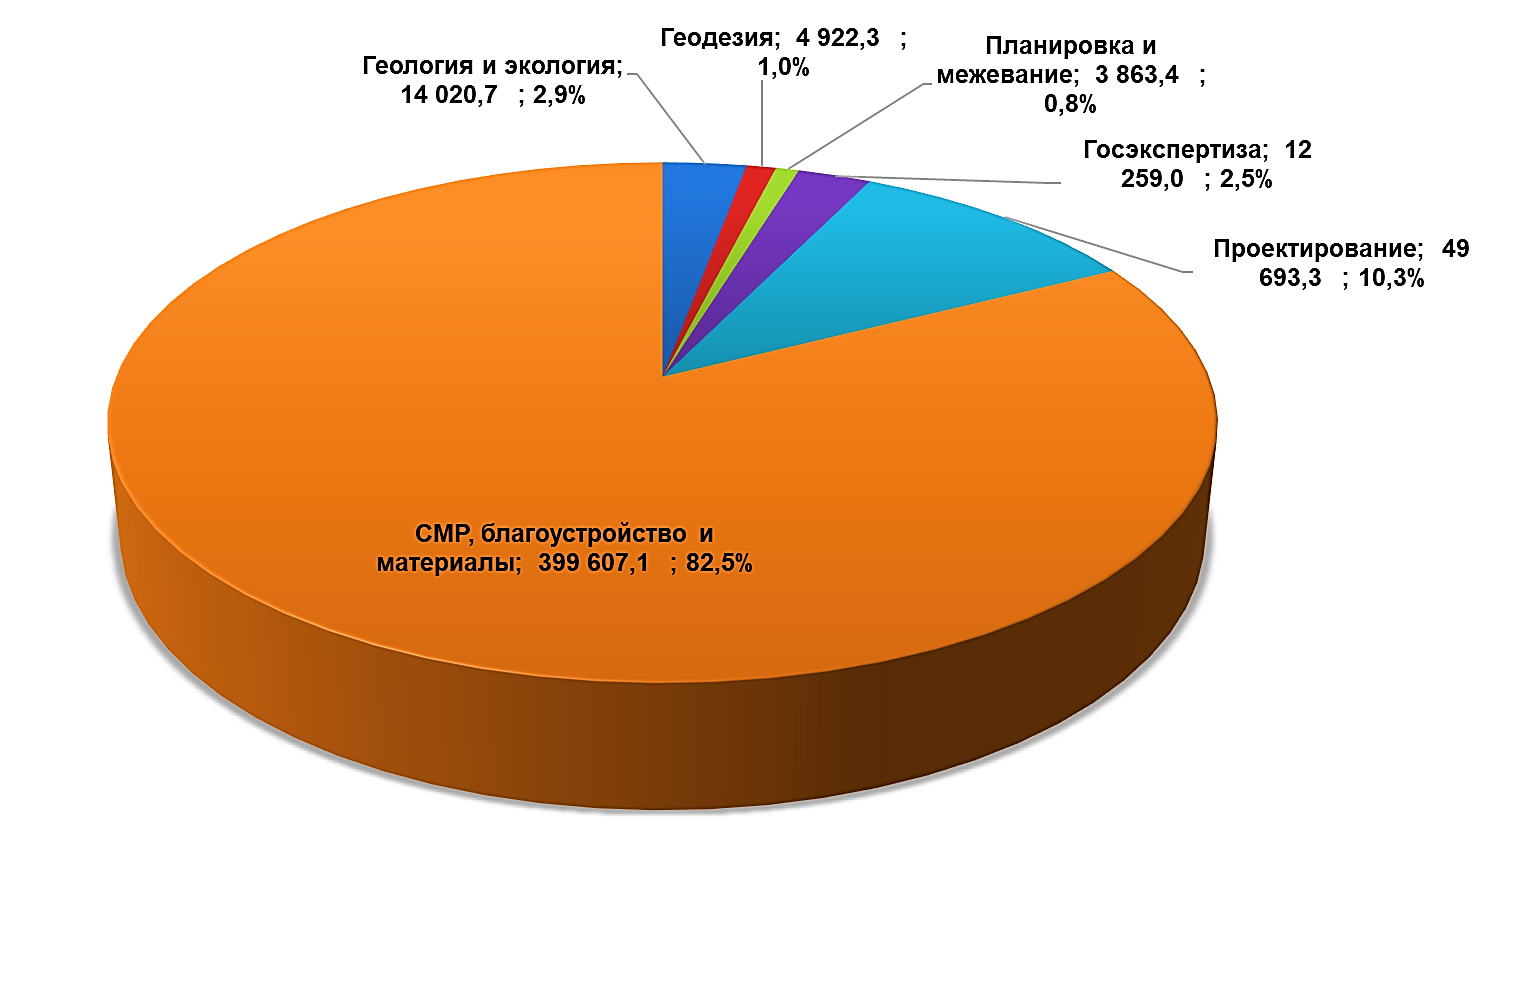 Геодезия; 4 922,3 ;
1,0%
Геология и экология;
14 020,7 ; 2,9%
Планировка и
межевание; 3 863,4 ;
0,8%
Госэкспертиза; 12
259,0 ; 2,5%
Проектирование; 49
693,3 ; 10,3%
СМР, благоустройство и
материалы; 399 607,1 ; 82,5%